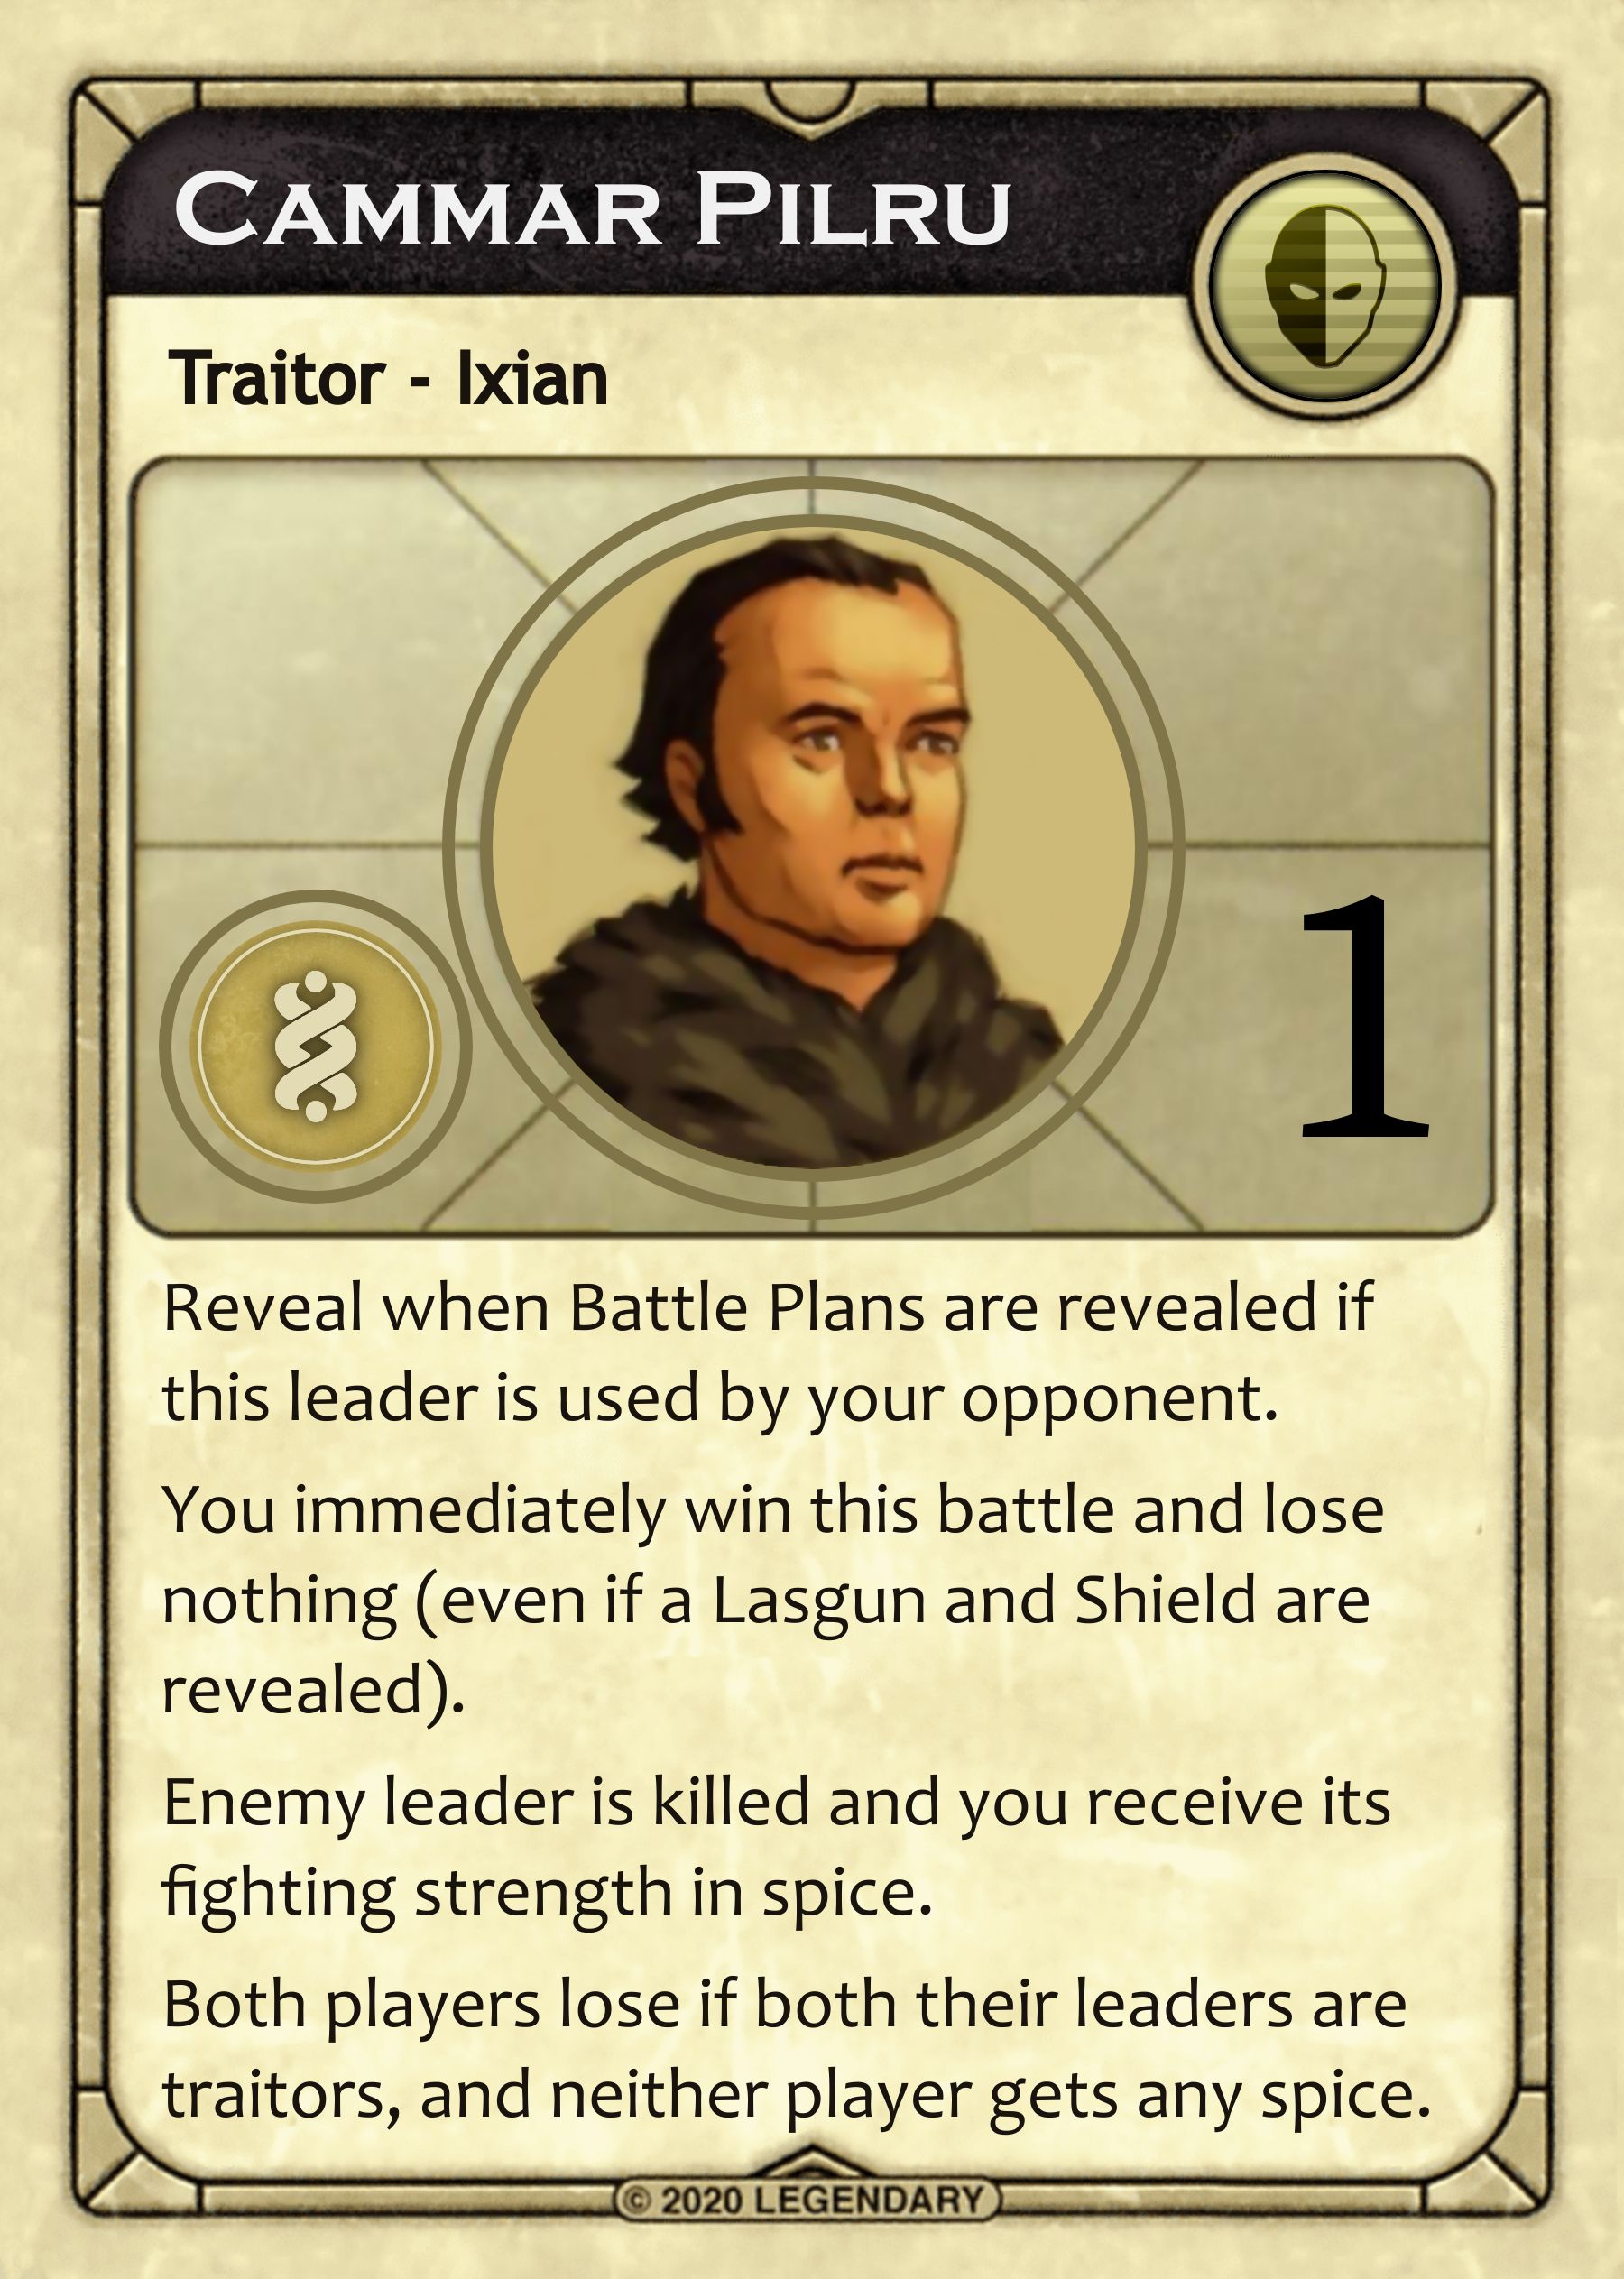 Cammar Pilru
Traitor - Ixian
1
Reveal when Battle Plans are revealed if
this leader is used by your opponent.
You immediately win this battle and lose
nothing (even if a Lasgun and Shield are
revealed).
Enemy leader is killed and you receive its
fighting strength in spice.
Both players lose if both their leaders are
traitors, and neither player gets any spice.
© 2020 LEGENDARY